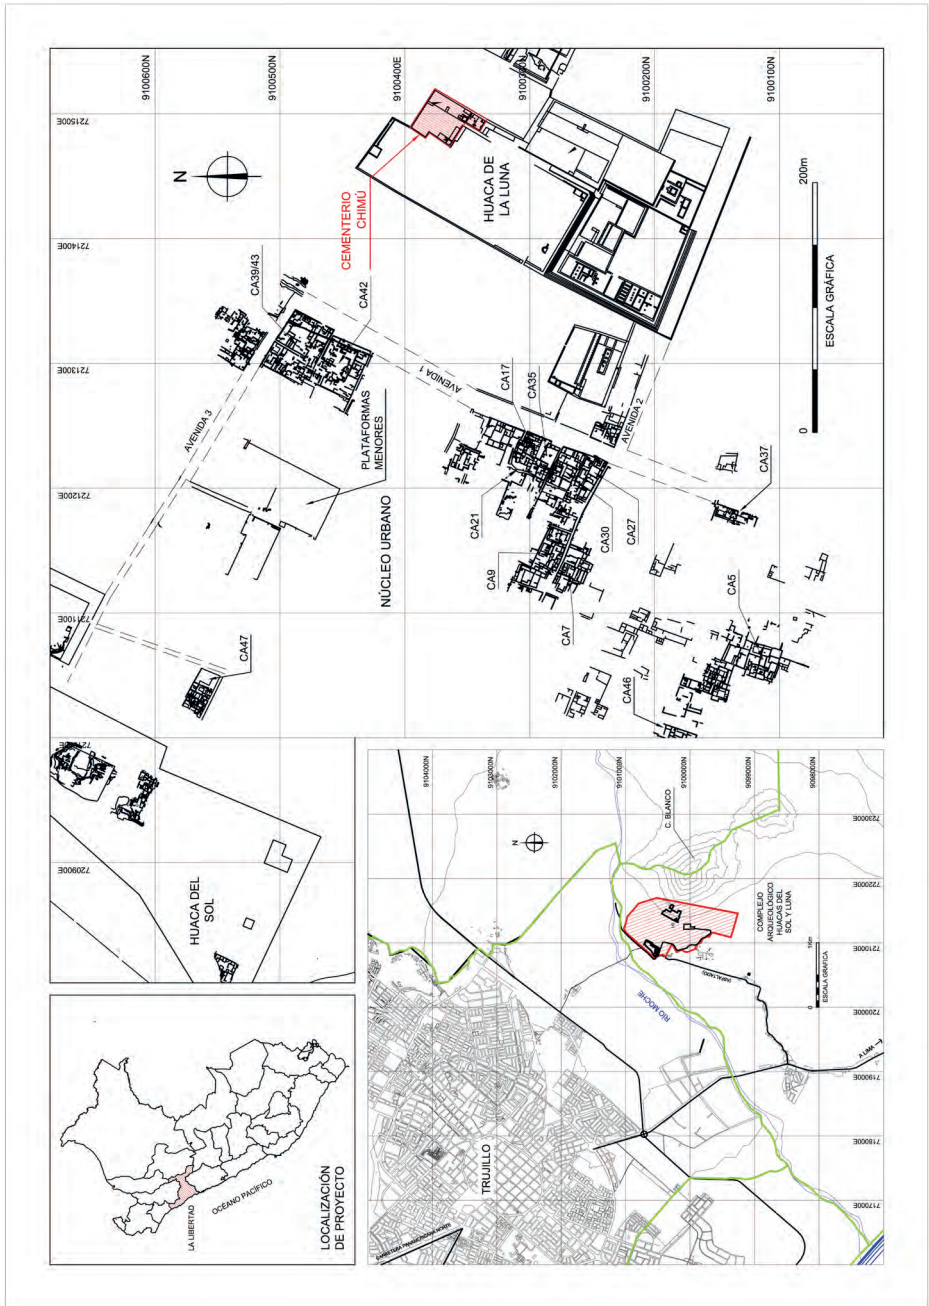 9100600N
9100500N
9100400E
9100200N
9100100N
721500E
721400E
721300E
721200E
721100E
720900E
N
CEMENTERIO
CHIMÚ
HUACA DE
LA LUNA
CA39/43
CA42
AVENIDA 3
AVENIDA 1
AVENIDA 2
PLATAFORMAS
MENORES
NÚCLEO URBANO
CA17
CA35
CA21
CA9
CA30
CA27
CA7
CA37
CA5
CA46
CA47
0
200m
ESCALA GRÁFICA
HUACA DEL
SOL
LA LIBERTAD
OCÉANO PACÍFICO
LOCALIZACIÓN
DE PROYECTO
9104000N
9103000N
9102000N
9101000N
9100000N
9099000N
9098000N
723000E
722000E
721000E
720000E
719000E
718000E
717000E
N
C. BLANCO
COMPLEJO
ARQUEOLÓGICO
HUACAS DEL
SOL Y LUNA
ESCALA GRÁFICA
(ASFALTADO)
RÍO MOCHE
A LIMA
TRUJILLO
CARRETERA PANAMERICANA NORTE